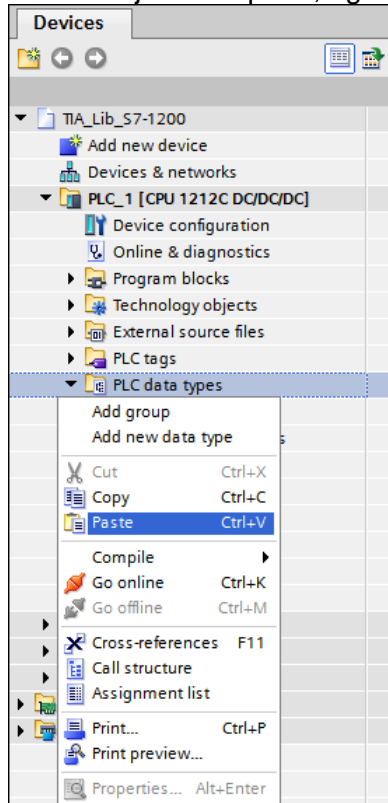 Devices
TIA_Lib_S7-1200
Add new device
Devices & networks
PLC_1 [CPU 1212C DC/DC/DC]
Device configuration
Online & diagnostics
Program blocks
Technology objects
External source files
PLC tags
PLC data types
Add group
Add new data type
Cut Ctrl+X
Copy Ctrl+C
Paste Ctrl+V
Compile
Go online Ctrl+K
Go offline Ctrl+M
Cross-references F11
Call structure
Assignment list
Print... Ctrl+P
Print preview...
Properties... Alt+Enter